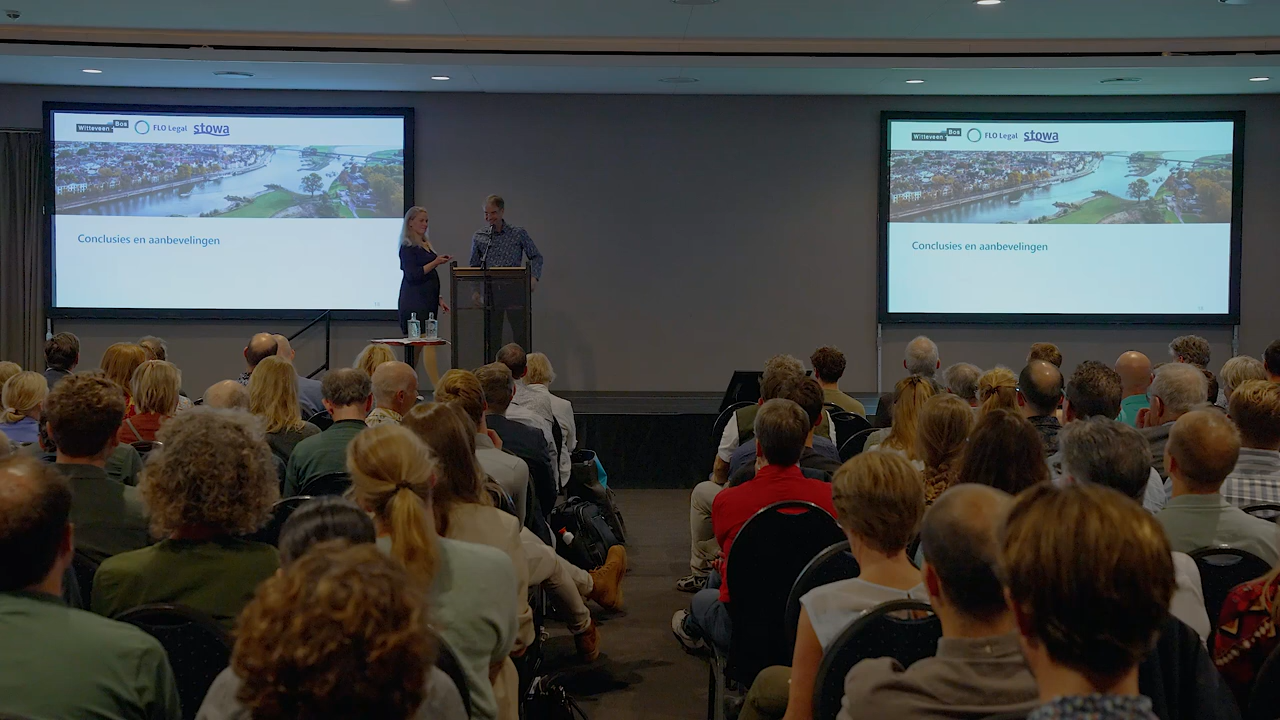 Witteveen Bos FLO Legal stowa
Conclusies en aanbevelingen
Witteveen Bos FLO Legal stowa
Conclusies en aanbevelingen